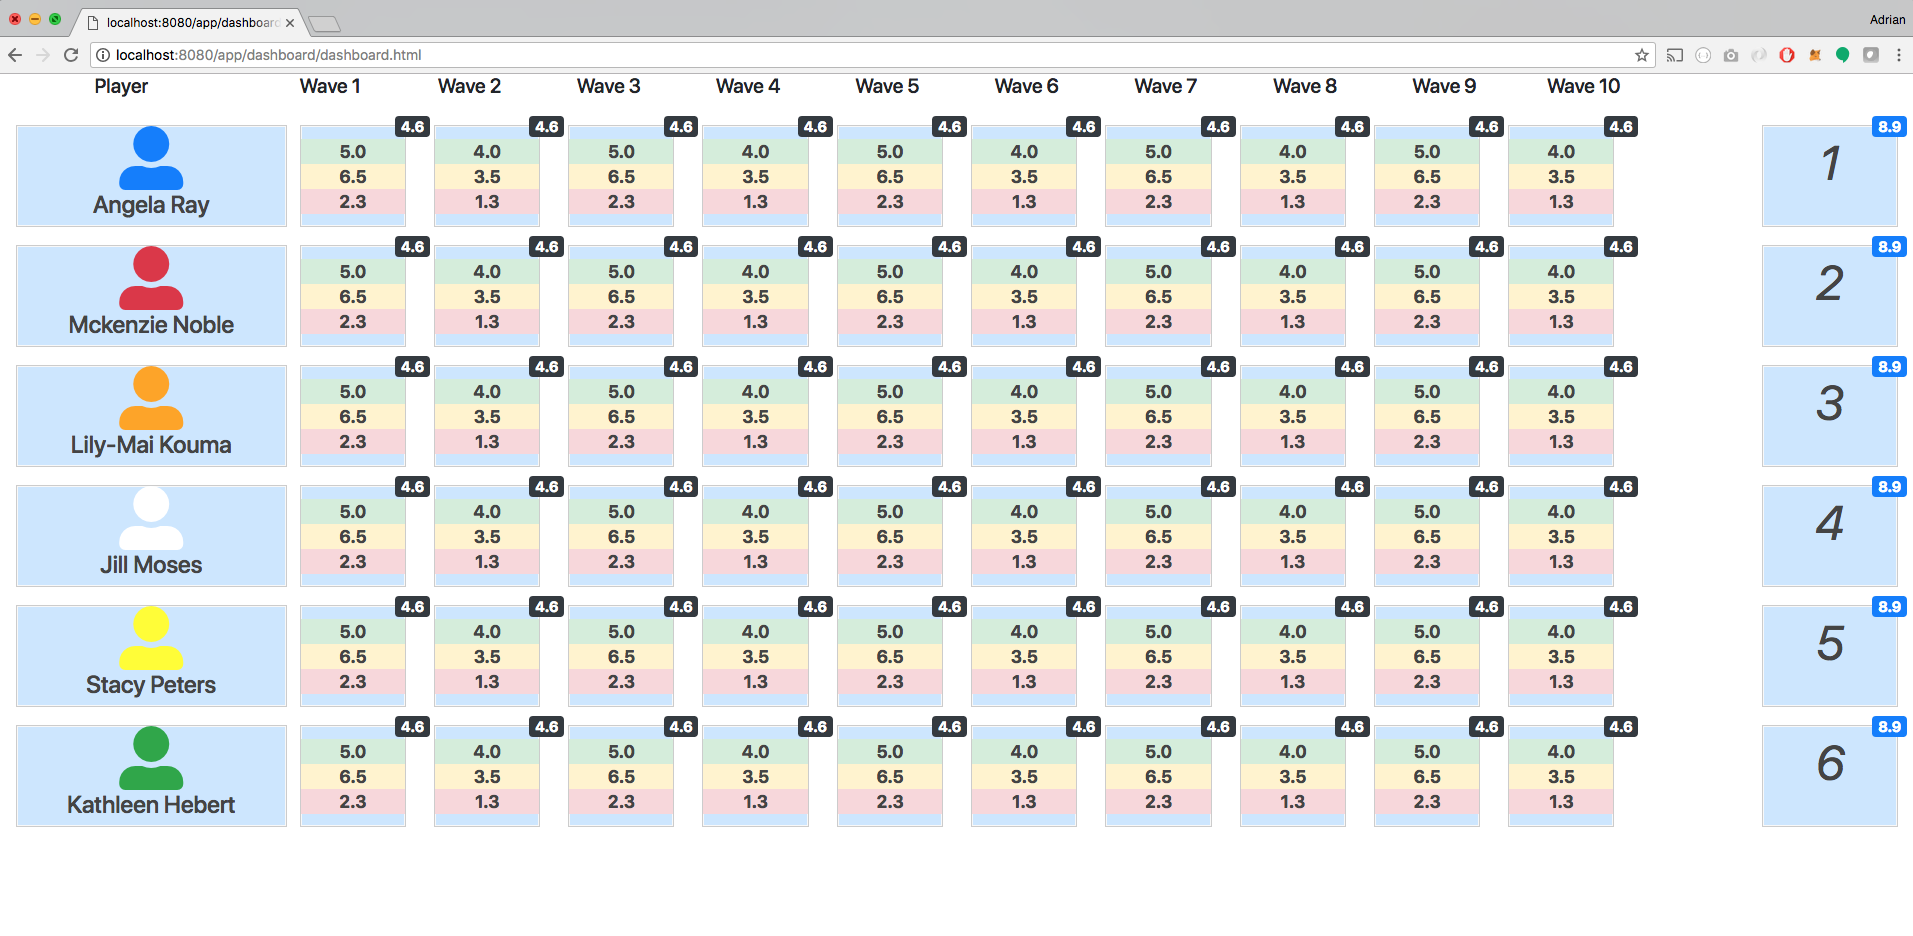 Adrian
localhost:8080/app/dashboard
localhost:8080/app/dashboard/dashboard.html
Player Wave 1 Wave 2 Wave 3 Wave 4 Wave 5 Wave 6 Wave 7 Wave 8 Wave 9 Wave 10
4.6 4.6 4.6 4.6 4.6 4.6 4.6 4.6 4.6 4.6 8.9
5.0 4.0 5.0 4.0 5.0 4.0 5.0 4.0 5.0 4.0 1
6.5 3.5 6.5 3.5 6.5 3.5 6.5 3.5 6.5 3.5
Angela Ray 2.3 1.3 2.3 1.3 2.3 1.3 2.3 1.3 2.3 1.3
4.6 4.6 4.6 4.6 4.6 4.6 4.6 4.6 4.6 4.6 8.9
5.0 4.0 5.0 4.0 5.0 4.0 5.0 4.0 5.0 4.0 2
6.5 3.5 6.5 3.5 6.5 3.5 6.5 3.5 6.5 3.5
Mckenzie Noble 2.3 1.3 2.3 1.3 2.3 1.3 2.3 1.3 2.3 1.3
4.6 4.6 4.6 4.6 4.6 4.6 4.6 4.6 4.6 4.6 8.9
5.0 4.0 5.0 4.0 5.0 4.0 5.0 4.0 5.0 4.0 3
6.5 3.5 6.5 3.5 6.5 3.5 6.5 3.5 6.5 3.5
Lily-Mai Kouma 2.3 1.3 2.3 1.3 2.3 1.3 2.3 1.3 2.3 1.3
4.6 4.6 4.6 4.6 4.6 4.6 4.6 4.6 4.6 4.6 8.9
5.0 4.0 5.0 4.0 5.0 4.0 5.0 4.0 5.0 4.0 4
6.5 3.5 6.5 3.5 6.5 3.5 6.5 3.5 6.5 3.5
Jill Moses 2.3 1.3 2.3 1.3 2.3 1.3 2.3 1.3 2.3 1.3
4.6 4.6 4.6 4.6 4.6 4.6 4.6 4.6 4.6 4.6 8.9
5.0 4.0 5.0 4.0 5.0 4.0 5.0 4.0 5.0 4.0 5
6.5 3.5 6.5 3.5 6.5 3.5 6.5 3.5 6.5 3.5
Stacy Peters 2.3 1.3 2.3 1.3 2.3 1.3 2.3 1.3 2.3 1.3
4.6 4.6 4.6 4.6 4.6 4.6 4.6 4.6 4.6 4.6 8.9
5.0 4.0 5.0 4.0 5.0 4.0 5.0 4.0 5.0 4.0 6
6.5 3.5 6.5 3.5 6.5 3.5 6.5 3.5 6.5 3.5
Kathleen Hebert 2.3 1.3 2.3 1.3 2.3 1.3 2.3 1.3 2.3 1.3